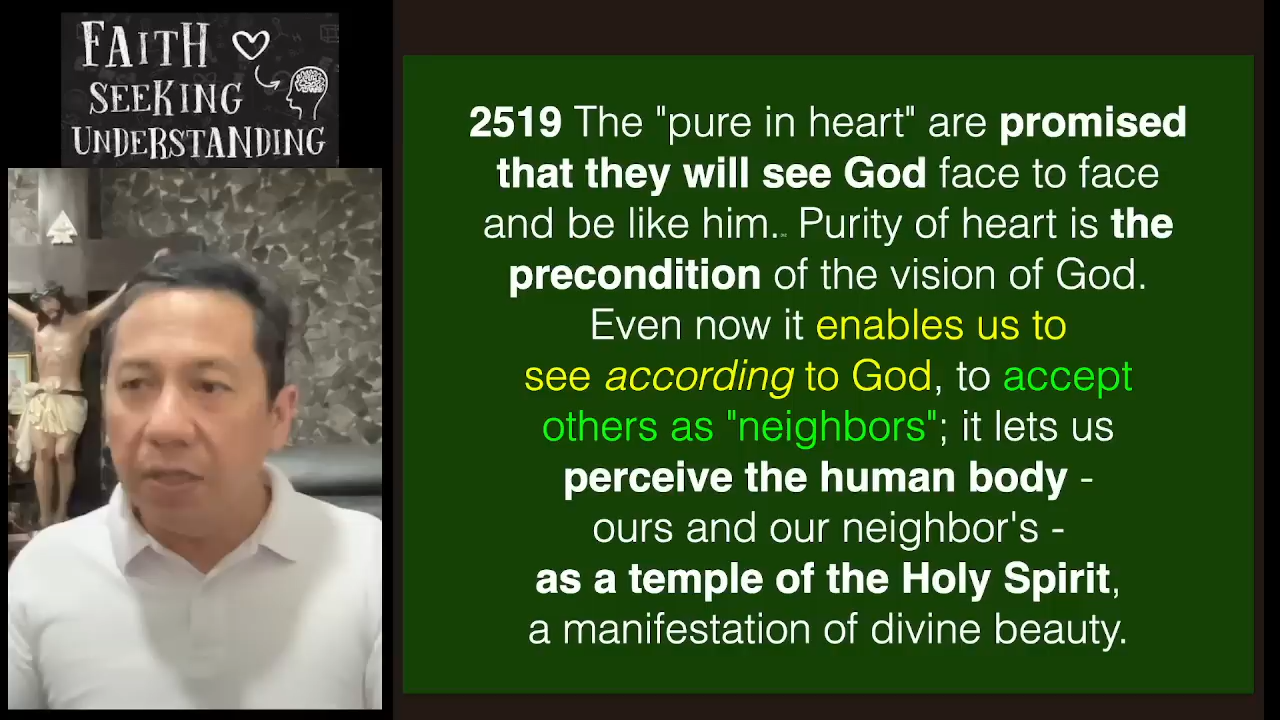 FAITH
SEEKING
UNDERSTANDING
2519 The "pure in heart" are promised
that they will see God face to face
and be like him. Purity of heart is the
precondition of the vision of God.
Even now it enables us to
see according to God, to accept
others as "neighbors"; it lets us
perceive the human body -
ours and our neighbor's -
as a temple of the Holy Spirit,
a manifestation of divine beauty.